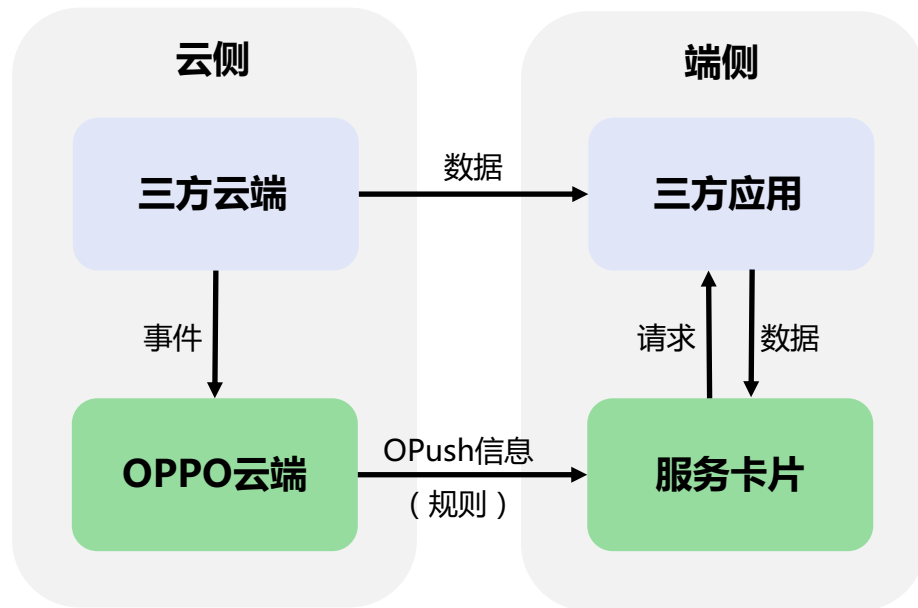 云侧
端侧
三方云端
数据
三方应用
事件
请求
数据
OPPO云端
OPush信息
（规则）
服务卡片